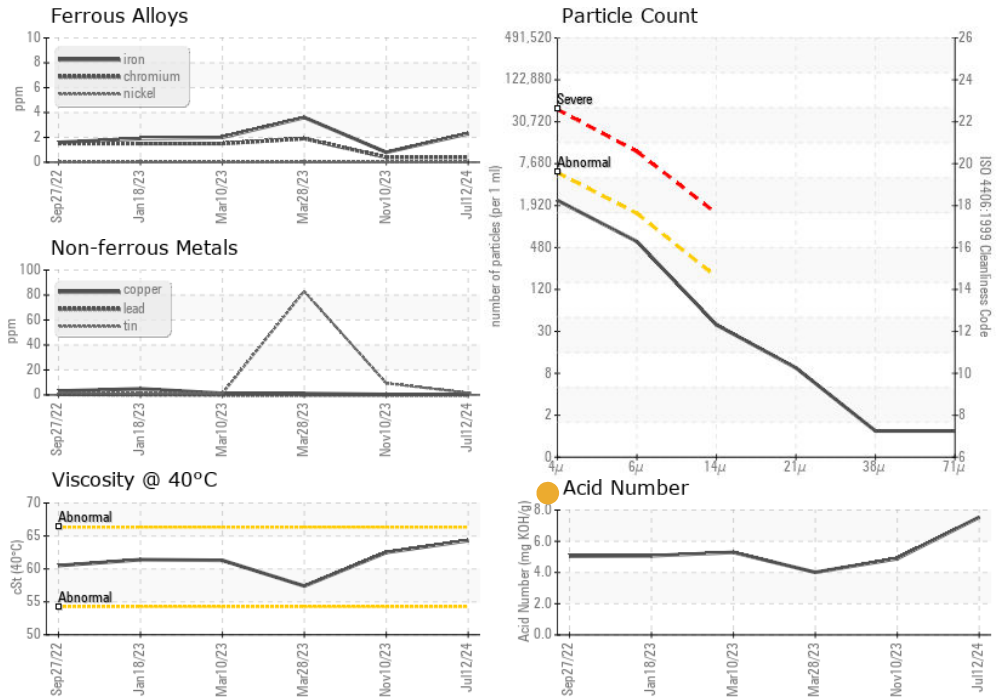 Ferrous Alloys
10
8
6
4
2
0
ppm
iron
chromium
nickel
Sep27/22
Jan18/23
Mar10/23
Mar28/23
Nov10/23
Jul12/24
Non-ferrous Metals
100
80
60
40
20
0
ppm
copper
lead
tin
Sep27/22
Jan18/23
Mar10/23
Mar28/23
Nov10/23
Jul12/24
Viscosity @ 40°C
70
65
60
55
50
cSt (40°C)
Abnormal
Abnormal
Sep27/22
Jan18/23
Mar10/23
Mar28/23
Nov10/23
Jul12/24
Particle Count
491,520
122,880
30,720
7,680
1,920
480
120
30
8
2
0
number of particles (per 1 ml)
Severe
Abnormal
26
24
22
20
18
16
14
12
10
8
6
ISO 4406:1999 Cleanliness Code
4µ
6µ
14µ
21µ
38µ
71µ
Acid Number
8.0
6.0
4.0
2.0
0.0
Acid Number (mg KOH/g)
Sep27/22
Jan18/23
Mar10/23
Mar28/23
Nov10/23
Jul12/24